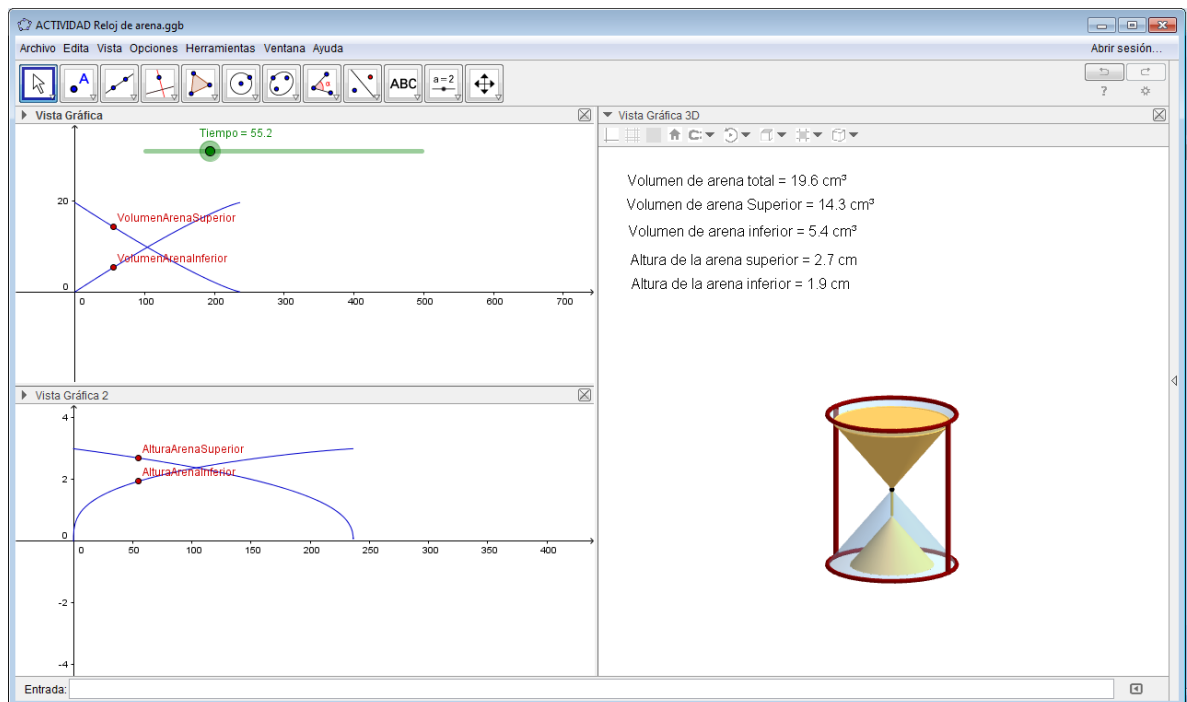 ACTIVIDAD Reloj de arena.ggb
Archivo Edita Vista Opciones Herramientas Ventana Ayuda
Abrir sesión...
A
ABC
a = 2
?
Vista Gráfica
Tiempo = 55.2
20
VolumenArenaSuperior
VolumenArenaInferior
0
0 100 200 300 400 500 600 700
Vista Gráfica 2
4
AlturaArenaSuperior
AlturaArenaInferior
2
0
0 50 100 150 200 250 300 350 400
-2
-4
Vista Gráfica 3D
Volumen de arena total = 19.6 cm³
Volumen de arena Superior = 14.3 cm³
Volumen de arena inferior = 5.4 cm³
Altura de la arena superior = 2.7 cm
Altura de la arena inferior = 1.9 cm
Entrada: